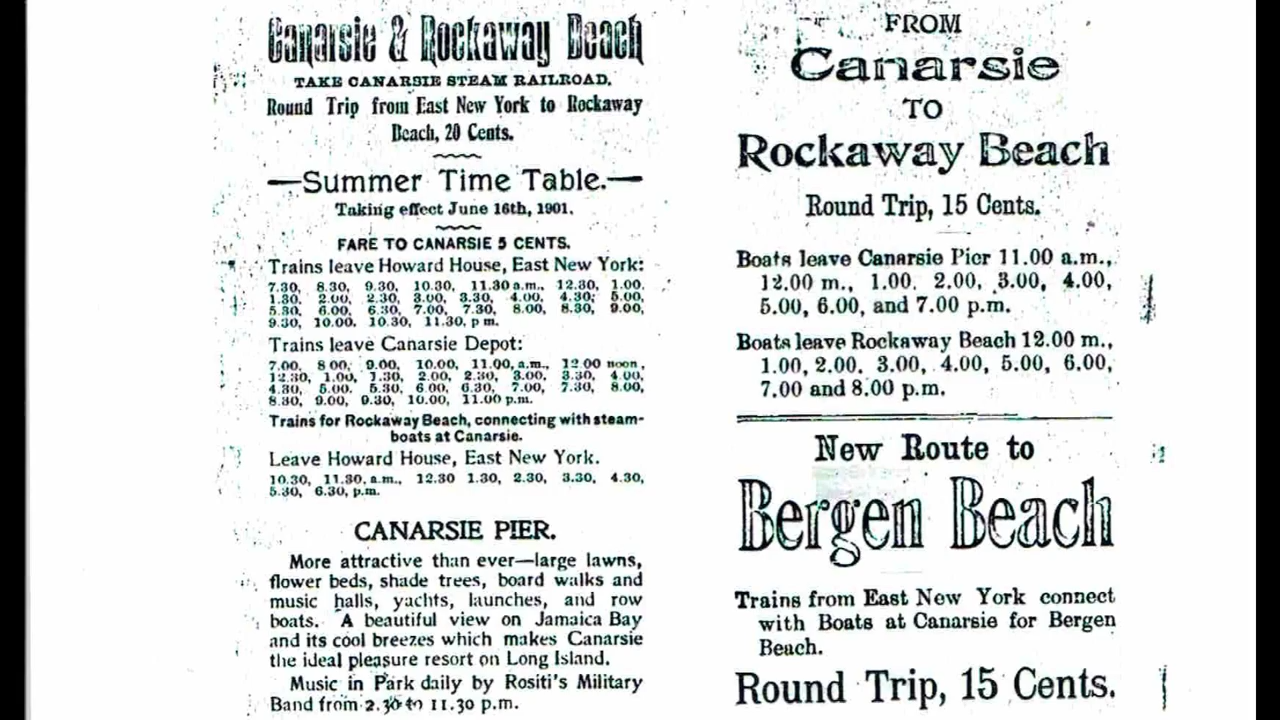 Canarsie & Rockaway Beach
TAKE CANARSIE STEAM RAILROAD.
Round Trip from East New York to Rockaway
Beach, 20 Cents.
—Summer Time Table.—
Taking effect June 16th, 1901.
FARE TO CANARSIE 5 CENTS.
Trains leave Howard House, East New York:
7.30, 8.30, 9.30, 10.30, 11.30 a.m., 12.30, 1.00,
1.30, 2.00, 2.30, 3.00, 3.30, 4.00, 4.30, 5.00,
5.30, 6.00, 6.30, 7.00, 7.30, 8.00, 8.30, 9.00,
9.30, 10.00, 10.30, 11.30, p m.
Trains leave Canarsie Depot:
7.00, 8 00, 9.00, 10.00, 11.00, a.m., 12 00 noon,
12.30, 1.00, 1.30, 2.00, 2.30, 3.00, 3.30, 4 00,
4.30, 5.00, 5.30, 6 00, 6.30, 7.00, 7.30, 8.00,
8.30, 9.00, 9.30, 10.00, 11.00 p.m.
Trains for Rockaway Beach, connecting with steam-
boats at Canarsie.
Leave Howard House, East New York.
10.30, 11.30, a.m., 12.30 1.30, 2.30, 3.30, 4.30,
5.30, 6.30, p.m.
CANARSIE PIER.
More attractive than ever—large lawns,
flower beds, shade trees, board walks and
music halls, yachts, launches, and row
boats. A beautiful view on Jamaica Bay
and its cool breezes which makes Canarsie
the ideal pleasure resort on Long Island.
Music in Park daily by Rositi's Military
Band from 2.30 to 11.30 p.m.
FROM
Canarsie
TO
Rockaway Beach
Round Trip, 15 Cents.
Boats leave Canarsie Pier 11.00 a.m.,
12.00 m., 1.00. 2.00, 3.00, 4.00,
5.00, 6.00, and 7.00 p.m.
Boats leave Rockaway Beach 12.00 m.,
1.00, 2.00. 3.00, 4.00, 5.00, 6.00,
7.00 and 8.00 p.m.
New Route to
Bergen Beach
Trains from East New York connect
with Boats at Canarsie for Bergen
Beach.
Round Trip, 15 Cents.